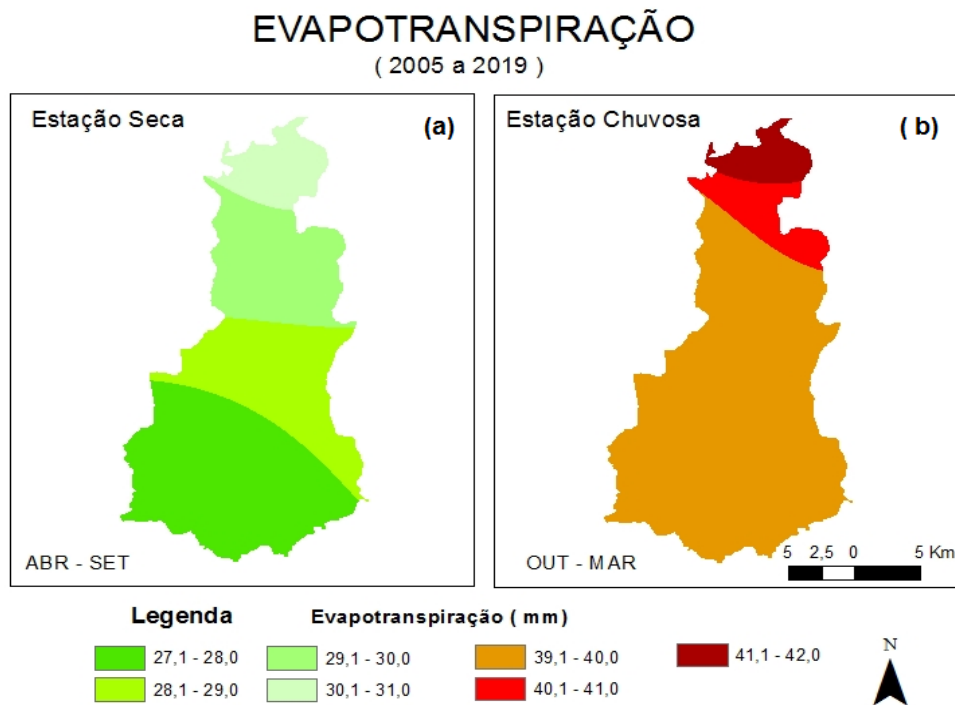 EVAPOTRANSPIRAÇÃO
( 2005 a 2019 )
Estação Seca
(a)
ABR - SET
Estação Chuvosa
( b)
OUT - MAR
5 2,5 0 5 Km
Legenda
Evapotranspiração ( mm)
27,1 - 28,0
28,1 - 29,0
29,1 - 30,0
30,1 - 31,0
39,1 - 40,0
40,1 - 41,0
41,1 - 42,0
N